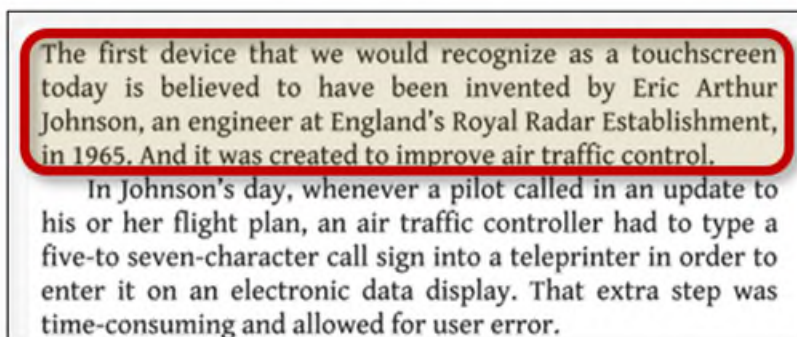 The first device that we would recognize as a touchscreen
today is believed to have been invented by Eric Arthur
Johnson, an engineer at England's Royal Radar Establishment,
in 1965. And it was created to improve air traffic control.
In Johnson's day, whenever a pilot called in an update to
his or her flight plan, an air traffic controller had to type a
five-to seven-character call sign into a teleprinter in order to
enter it on an electronic data display. That extra step was
time-consuming and allowed for user error.